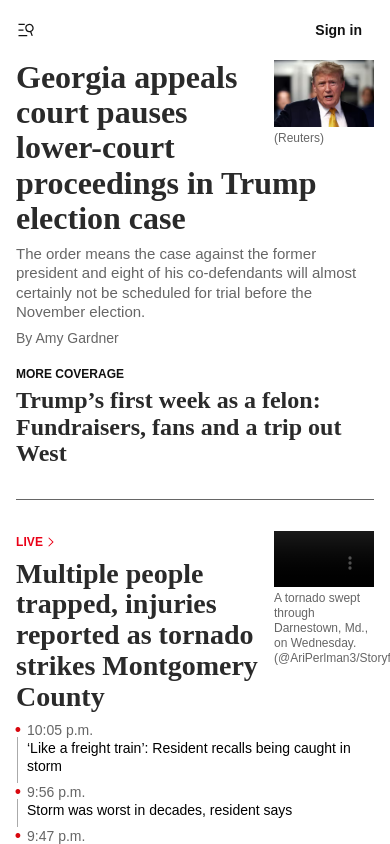 Sign in
Georgia appeals
court pauses
lower-court
proceedings in Trump
election case
(Reuters)
The order means the case against the former
president and eight of his co-defendants will almost
certainly not be scheduled for trial before the
November election.
By Amy Gardner
MORE COVERAGE
Trump’s first week as a felon:
Fundraisers, fans and a trip out
West
LIVE
Multiple people
trapped, injuries
reported as tornado
strikes Montgomery
County
A tornado swept
through
Darnestown, Md.,
on Wednesday.
(@AriPerlman3/Storyf
10:05 p.m.
‘Like a freight train’: Resident recalls being caught in
storm
9:56 p.m.
Storm was worst in decades, resident says
9:47 p.m.